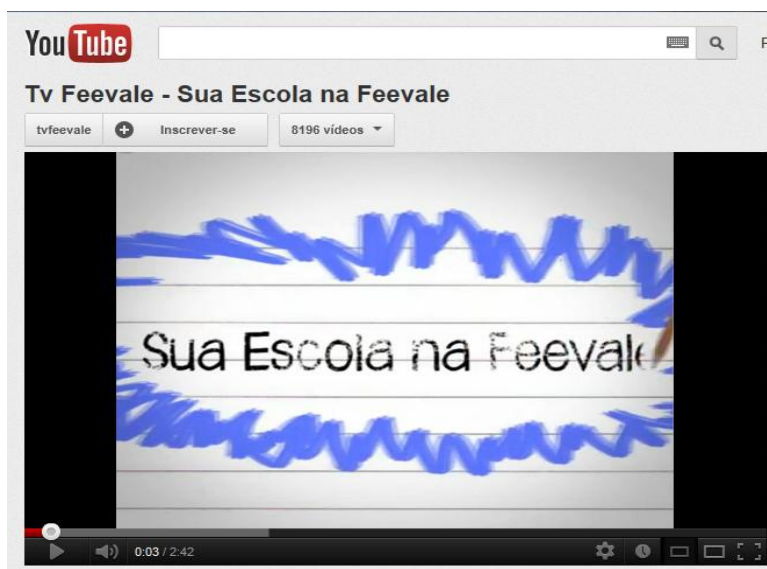 YouTube
Tv Feevale - Sua Escola na Feevale
tvfeevale Inscrever-se 8196 vídeos
Sua Escola na Feevale
0:03 / 2:42